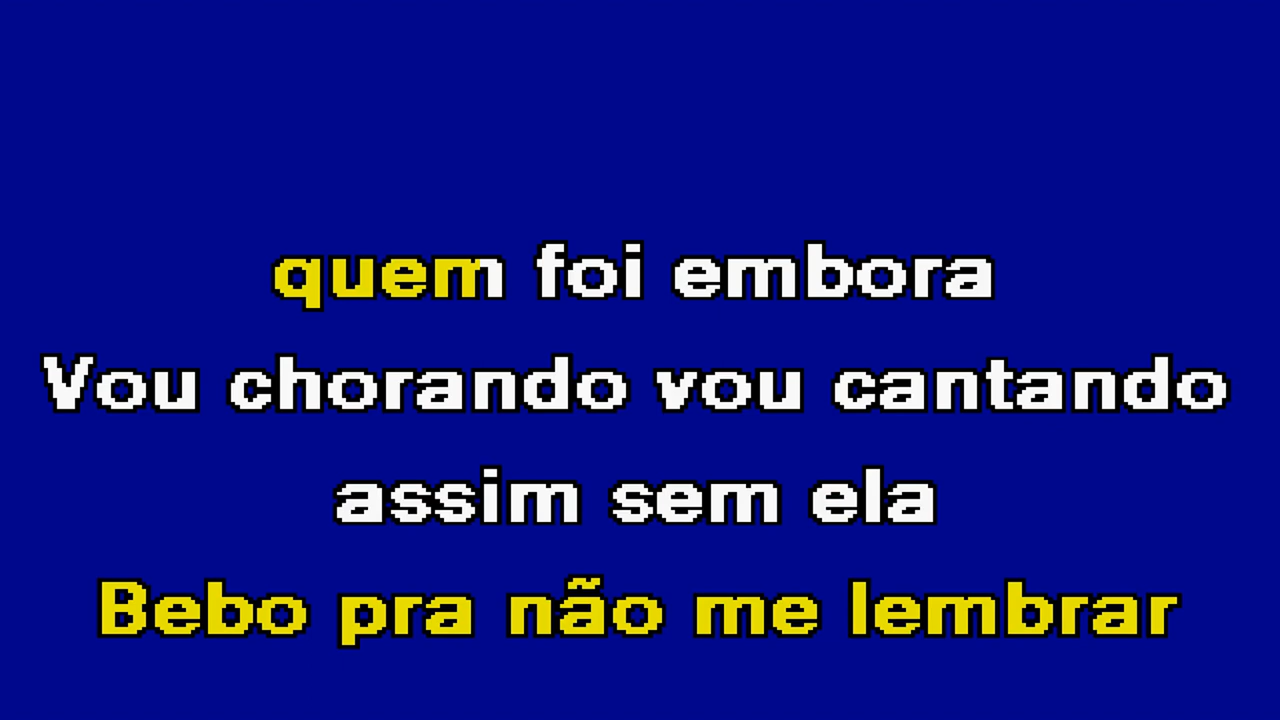 quem foi embora
Vou chorando vou cantando
assim sem ela
Bebo pra não me lembrar